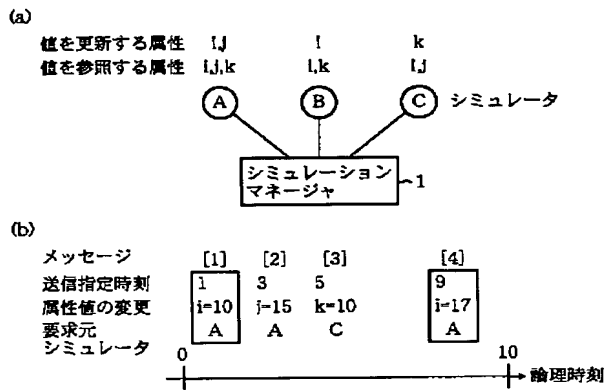 (a)
値を更新する属性 i,j i k
値を参照する属性 i,j,k i,k i,j
A B C シミュレータ
シミュレーション
マネージャ 1
(b)
メッセージ [1] [2] [3] [4]
送信指定時刻 1 3 5 9
属性値の変更 i=10 j=15 k=10 i=17
要求元 A A C A
シミュレータ
0 10
論理時刻